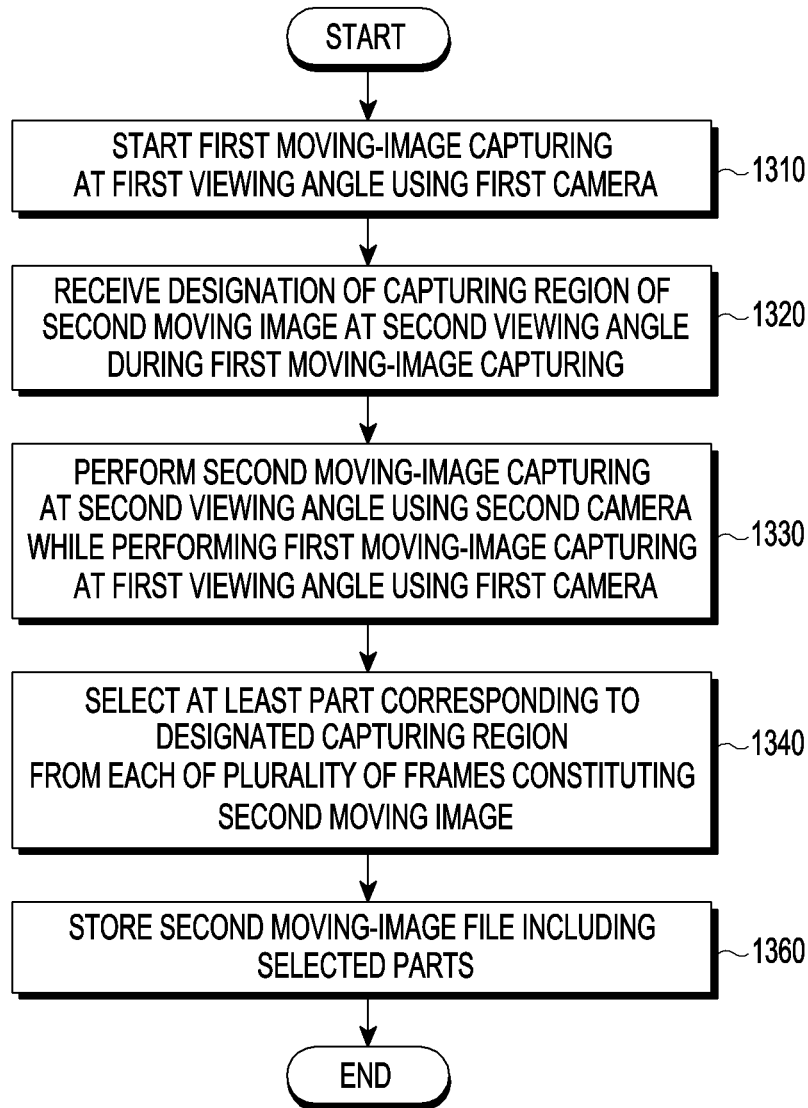 START
START FIRST MOVING-IMAGE CAPTURING
AT FIRST VIEWING ANGLE USING FIRST CAMERA
1310
RECEIVE DESIGNATION OF CAPTURING REGION OF
SECOND MOVING IMAGE AT SECOND VIEWING ANGLE
DURING FIRST MOVING-IMAGE CAPTURING
1320
PERFORM SECOND MOVING-IMAGE CAPTURING
AT SECOND VIEWING ANGLE USING SECOND CAMERA
WHILE PERFORMING FIRST MOVING-IMAGE CAPTURING
AT FIRST VIEWING ANGLE USING FIRST CAMERA
1330
SELECT AT LEAST PART CORRESPONDING TO
DESIGNATED CAPTURING REGION
FROM EACH OF PLURALITY OF FRAMES CONSTITUTING
SECOND MOVING IMAGE
1340
STORE SECOND MOVING-IMAGE FILE INCLUDING
SELECTED PARTS
1360
END